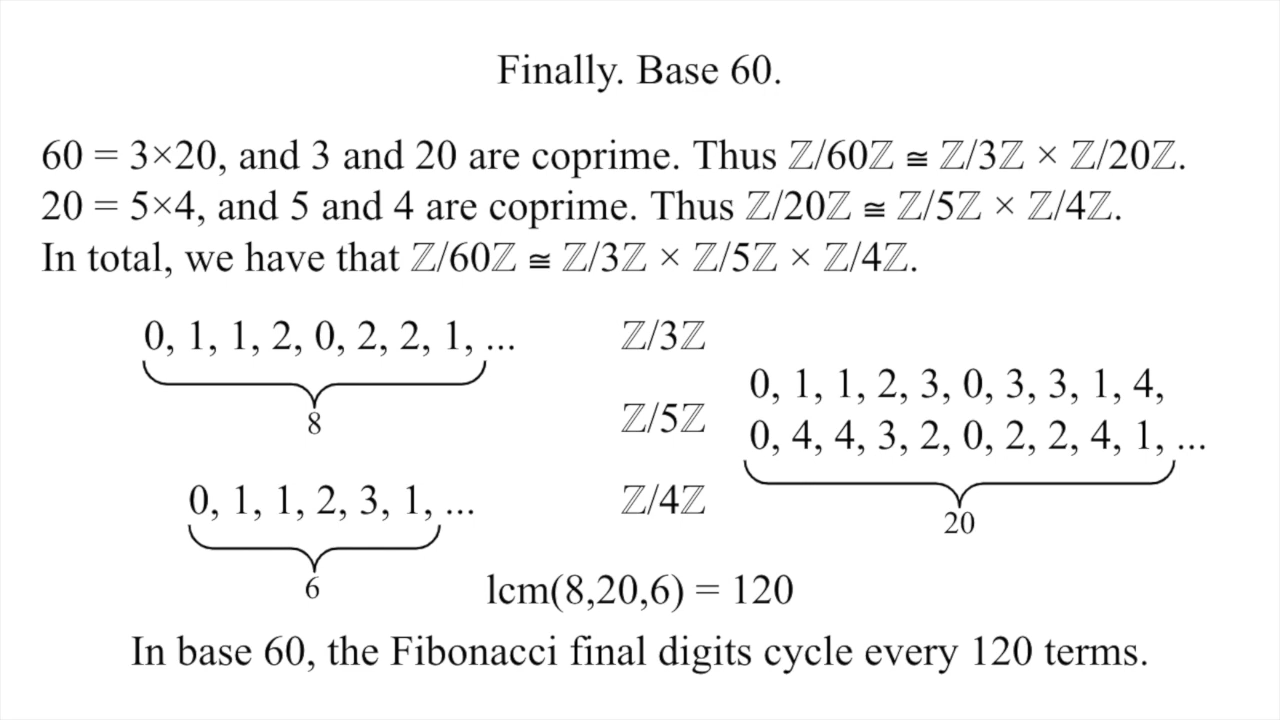 Finally. Base 60.
60 = 3×20, and 3 and 20 are coprime. Thus ℤ/60ℤ ≅ ℤ/3ℤ × ℤ/20ℤ.
20 = 5×4, and 5 and 4 are coprime. Thus ℤ/20ℤ ≅ ℤ/5ℤ × ℤ/4ℤ.
In total, we have that ℤ/60ℤ ≅ ℤ/3ℤ × ℤ/5ℤ × ℤ/4ℤ.
0, 1, 1, 2, 0, 2, 2, 1, ...
8
ℤ/3ℤ
ℤ/5ℤ
0, 1, 1, 2, 3, 0, 3, 3, 1, 4,
0, 4, 4, 3, 2, 0, 2, 2, 4, 1, ...
20
0, 1, 1, 2, 3, 1, ...
6
ℤ/4ℤ
lcm(8,20,6) = 120
In base 60, the Fibonacci final digits cycle every 120 terms.